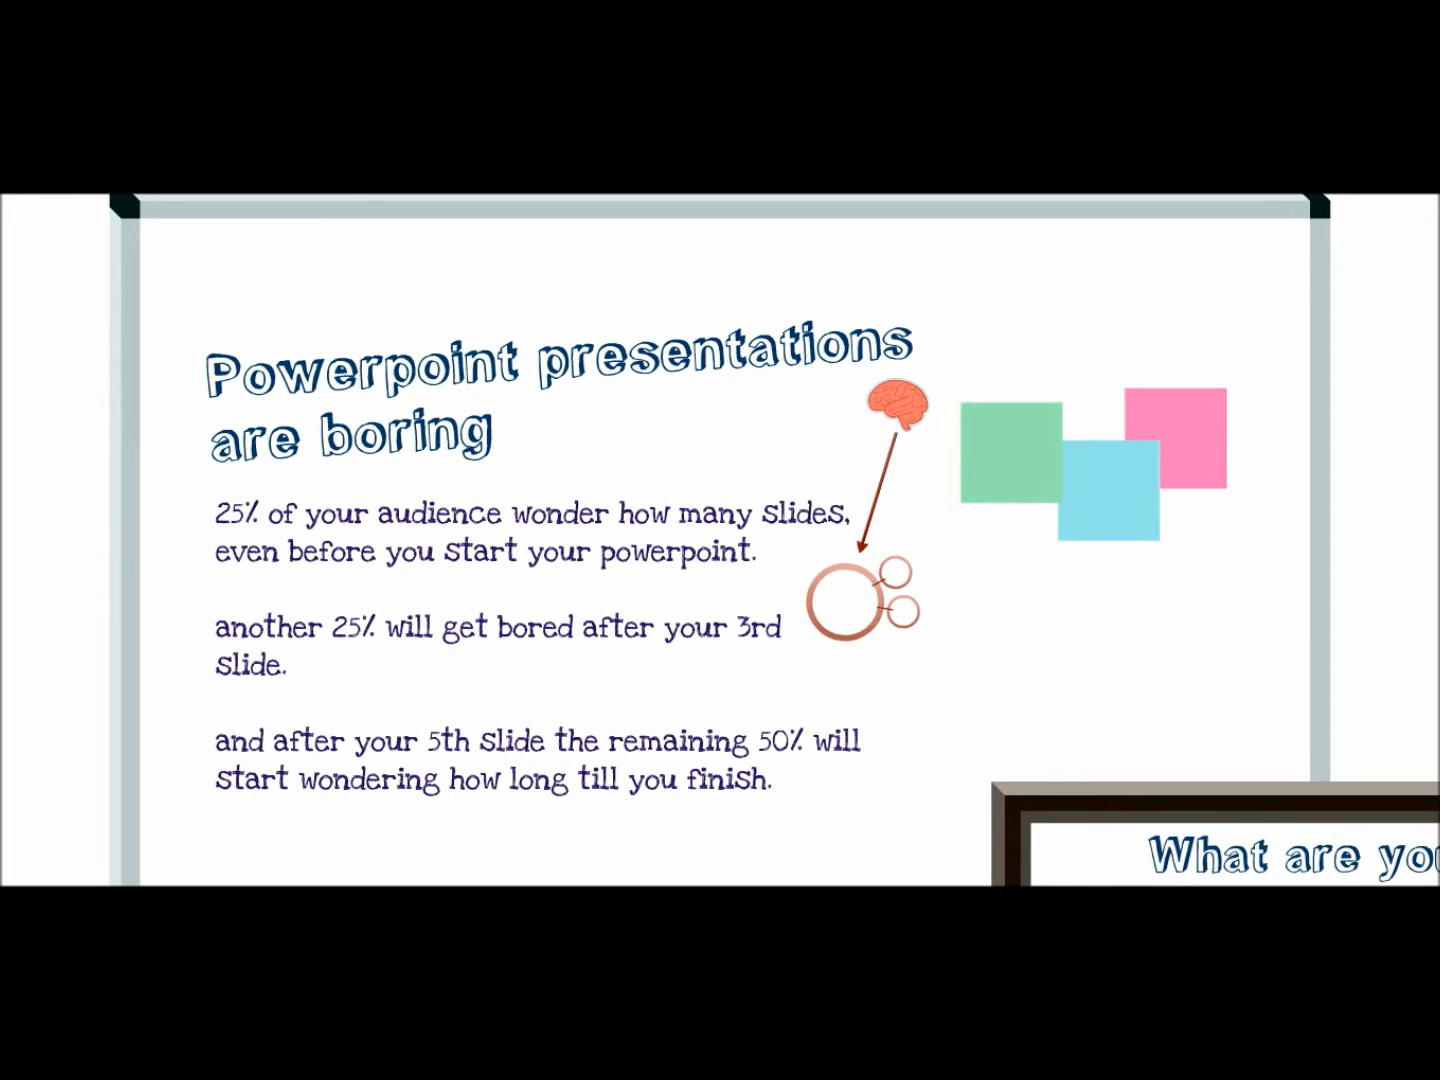 Powerpoint presentations
are boring
25% of your audience wonder how many slides,
even before you start your powerpoint.
another 25% will get bored after your 3rd
slide.
and after your 5th slide the remaining 50% will
start wondering how long till you finish.
What are